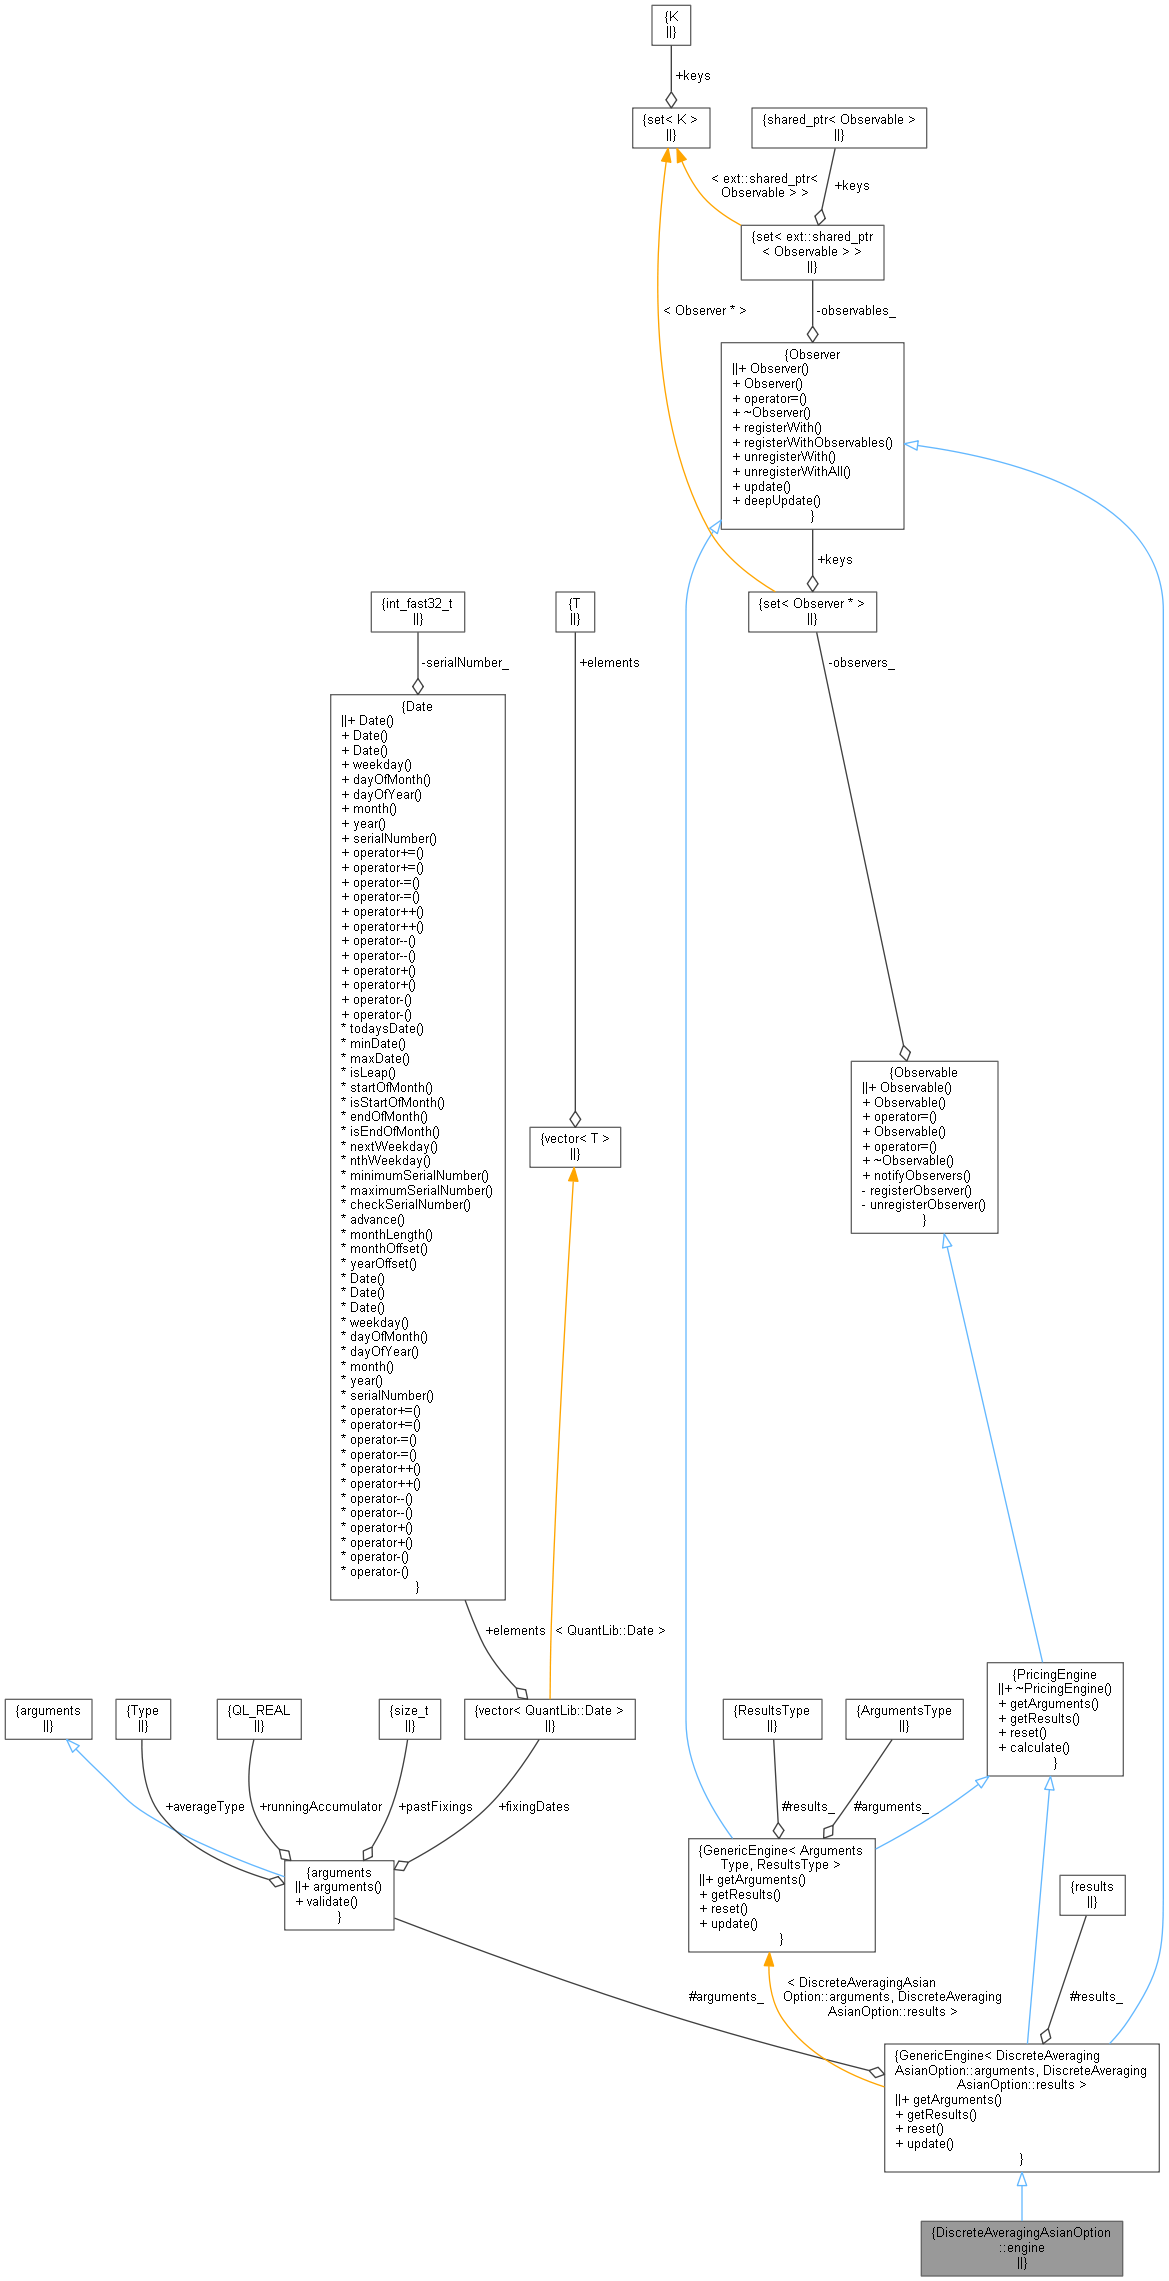 {K
||}
+keys
{set< K >
||}
{shared_ptr< Observable >
||}
< ext::shared_ptr<
Observable > >
+keys
{set< ext::shared_ptr
< Observable > >
||}
< Observer * >
-observables_
{Observer
||+ Observer()
+ Observer()
+ operator=()
+ ~Observer()
+ registerWith()
+ registerWithObservables()
+ unregisterWith()
+ unregisterWithAll()
+ update()
+ deepUpdate()
}
+keys
{int_fast32_t
||}
{T
||}
{set< Observer * >
||}
-serialNumber_
+elements
-observers_
{Date
||+ Date()
+ Date()
+ Date()
+ weekday()
+ dayOfMonth()
+ dayOfYear()
+ month()
+ year()
+ serialNumber()
+ operator+=()
+ operator+=()
+ operator-=()
+ operator-=()
+ operator++()
+ operator++()
+ operator--()
+ operator--()
+ operator+()
+ operator+()
+ operator-()
+ operator-()
* todaysDate()
* minDate()
* maxDate()
* isLeap()
* startOfMonth()
* isStartOfMonth()
* endOfMonth()
* isEndOfMonth()
* nextWeekday()
* nthWeekday()
* minimumSerialNumber()
* maximumSerialNumber()
* checkSerialNumber()
* advance()
* monthLength()
* monthOffset()
* yearOffset()
* Date()
* Date()
* Date()
* weekday()
* dayOfMonth()
* dayOfYear()
* month()
* year()
* serialNumber()
* operator+=()
* operator+=()
* operator-=()
* operator-=()
* operator++()
* operator++()
* operator--()
* operator--()
* operator+()
* operator+()
* operator-()
* operator-()
}
{vector< T >
||}
{Observable
||+ Observable()
+ Observable()
+ operator=()
+ Observable()
+ operator=()
+ ~Observable()
+ notifyObservers()
- registerObserver()
- unregisterObserver()
}
+elements
< QuantLib::Date >
{PricingEngine
||+ ~PricingEngine()
+ getArguments()
+ getResults()
+ reset()
+ calculate()
}
{arguments
||}
{Type
||}
{QL_REAL
||}
{size_t
||}
{vector< QuantLib::Date >
||}
{ResultsType
||}
{ArgumentsType
||}
+averageType
+runningAccumulator
+pastFixings
+fixingDates
#results_
#arguments_
{arguments
||+ arguments()
+ validate()
}
{GenericEngine< Arguments
Type, ResultsType >
||+ getArguments()
+ getResults()
+ reset()
+ update()
}
{results
||}
#arguments_
< DiscreteAveragingAsian
Option::arguments, DiscreteAveraging
AsianOption::results >
#results_
{GenericEngine< DiscreteAveraging
AsianOption::arguments, DiscreteAveraging
AsianOption::results >
||+ getArguments()
+ getResults()
+ reset()
+ update()
}
{DiscreteAveragingAsianOption
::engine
||}